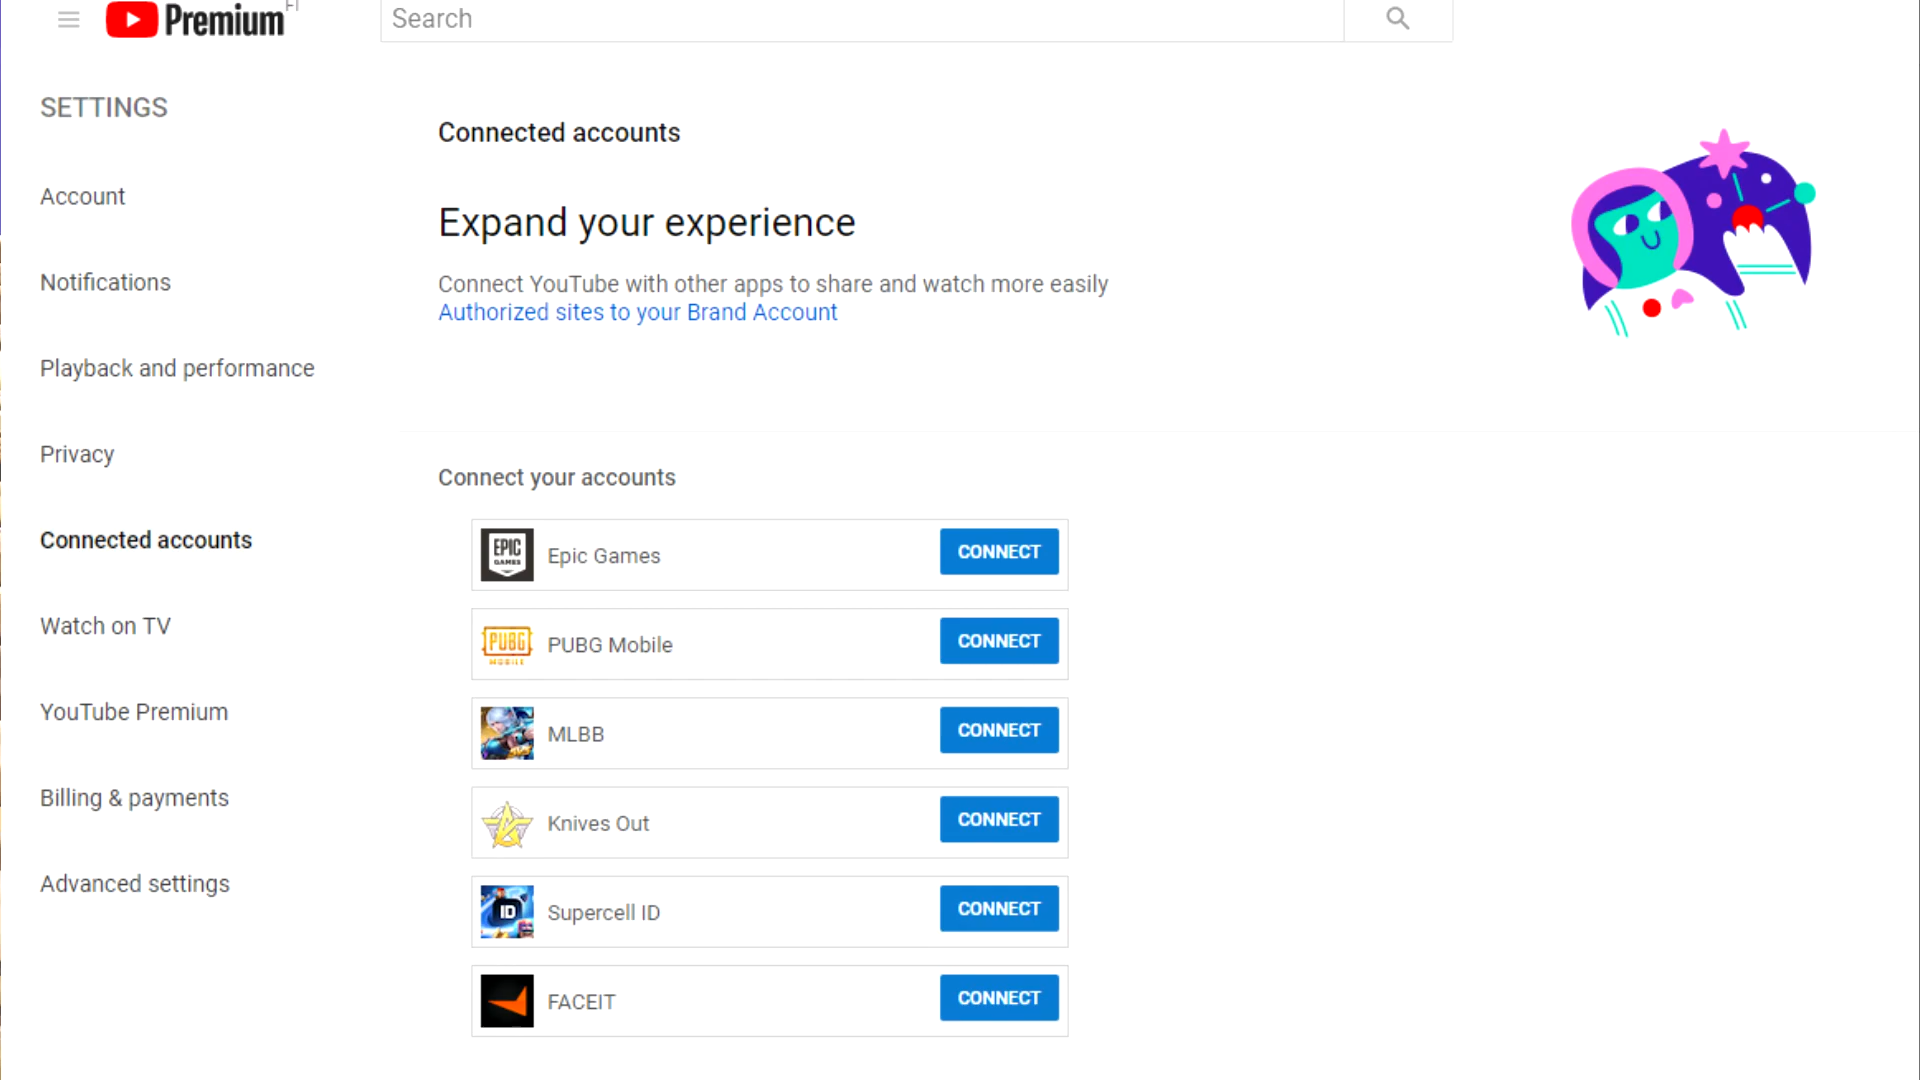 Premium
FI
Search
SETTINGS
Account
Notifications
Playback and performance
Privacy
Connected accounts
Watch on TV
YouTube Premium
Billing & payments
Advanced settings
Connected accounts
Expand your experience
Connect YouTube with other apps to share and watch more easily
Authorized sites to your Brand Account
Connect your accounts
EPIC
GAMES
Epic Games
CONNECT
PUBG
MOBILE
PUBG Mobile
CONNECT
MLBB
CONNECT
Knives Out
CONNECT
ID
Supercell ID
CONNECT
FACEIT
CONNECT